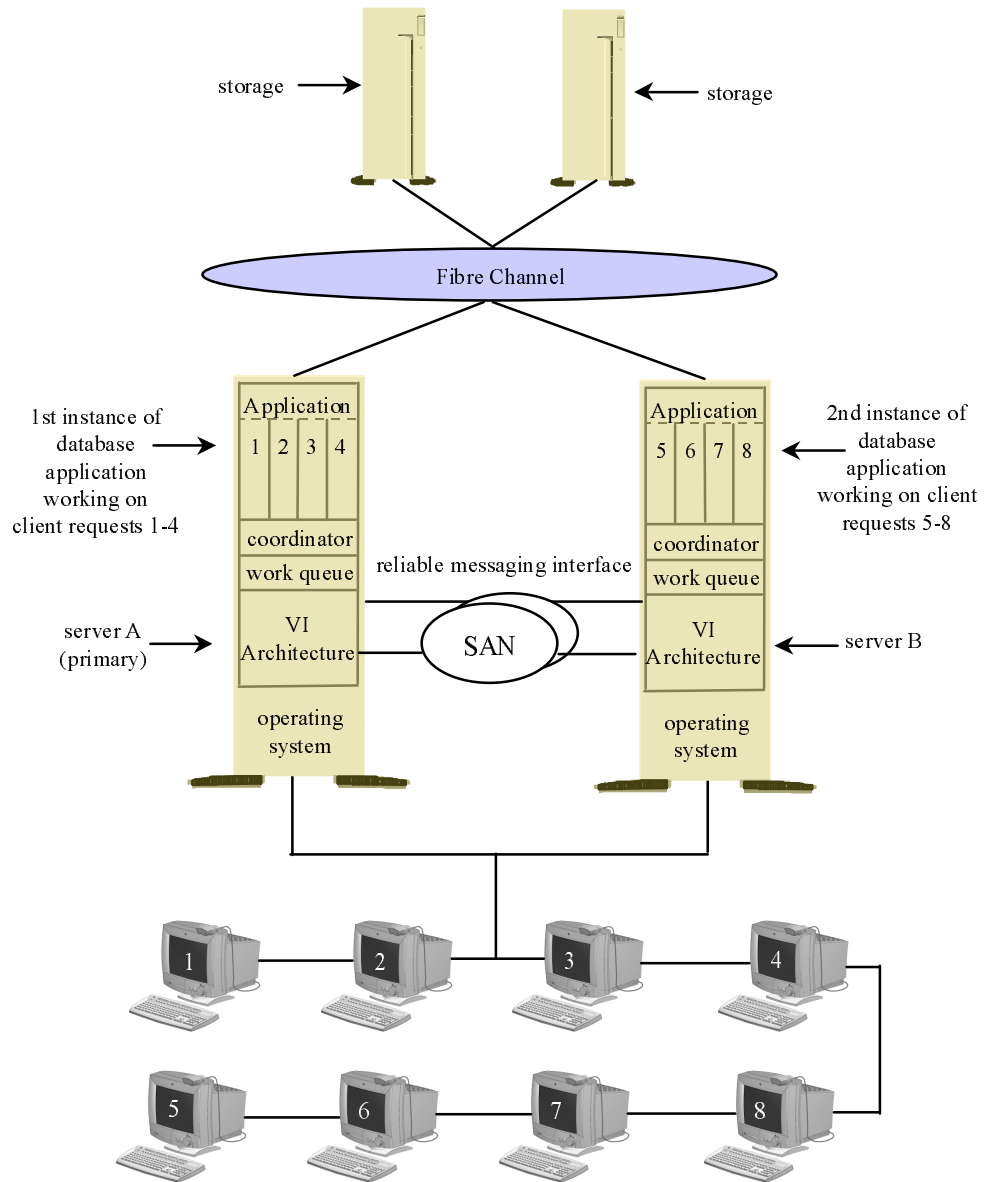 storage
storage
Fibre Channel
1st instance of
database
application
working on
client requests 1-4
Application
1 2 3 4
coordinator
work queue
VI
Architecture
operating
system
server A
(primary)
reliable messaging interface
SAN
Application
5 6 7 8
coordinator
work queue
VI
Architecture
operating
system
2nd instance of
database
application
working on client
requests 5-8
server B
1
2
3
4
5
6
7
8